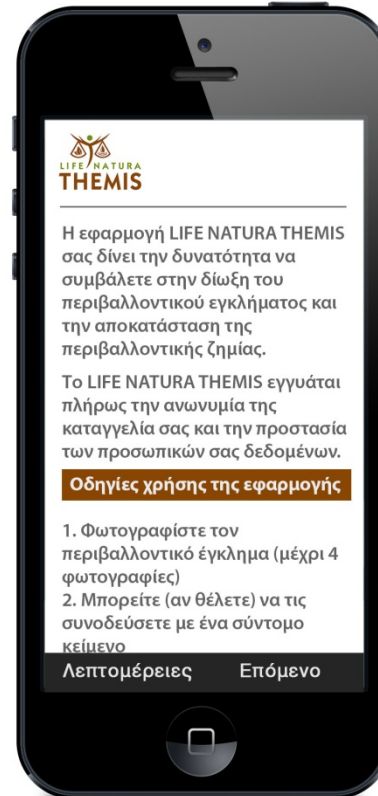 LIFE NATURA
THEMIS
Η εφαρμογή LIFE NATURA THEMIS
σας δίνει την δυνατότητα να
συμβάλετε στην δίωξη του
περιβαλλοντικού εγκλήματος και
την αποκατάσταση της
περιβαλλοντικής ζημίας.
Το LIFE NATURA THEMIS εγγυάται
πλήρως την ανωνυμία της
καταγγελία σας και την προστασία
των προσωπικών σας δεδομένων.
Οδηγίες χρήσης της εφαρμογής
1. Φωτογραφίστε τον
περιβαλλοντικό έγκλημα (μέχρι 4
φωτογραφίες)
2. Μπορείτε (αν θέλετε) να τις
συνοδεύσετε με ένα σύντομο
κείμενο
Λεπτομέρειες Επόμενο